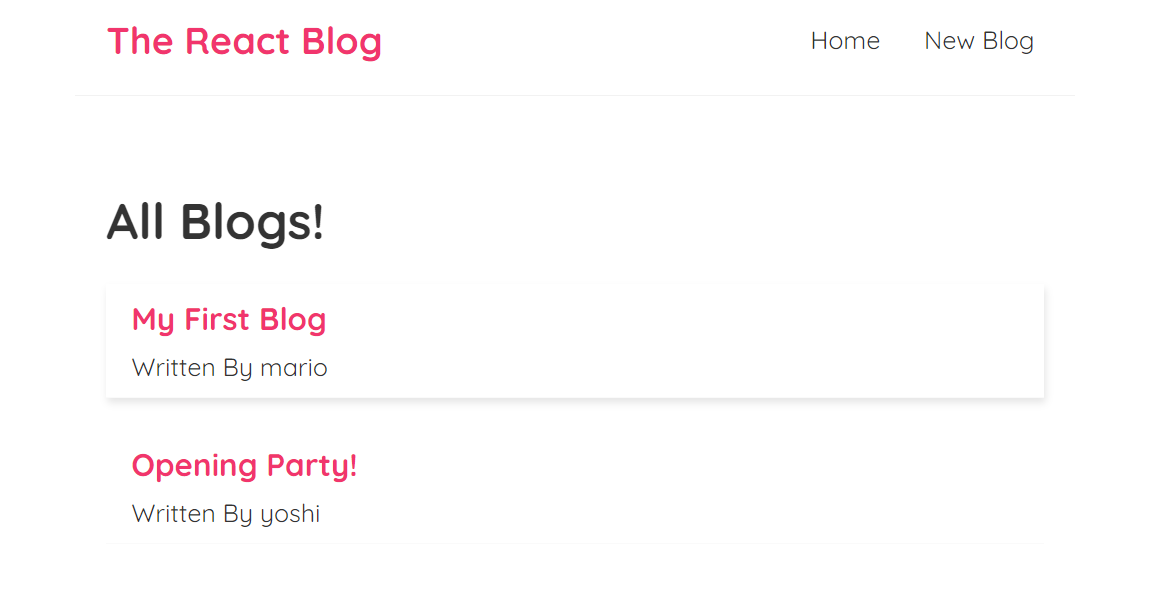 The React Blog
Home New Blog
All Blogs!
My First Blog
Written By mario
Opening Party!
Written By yoshi